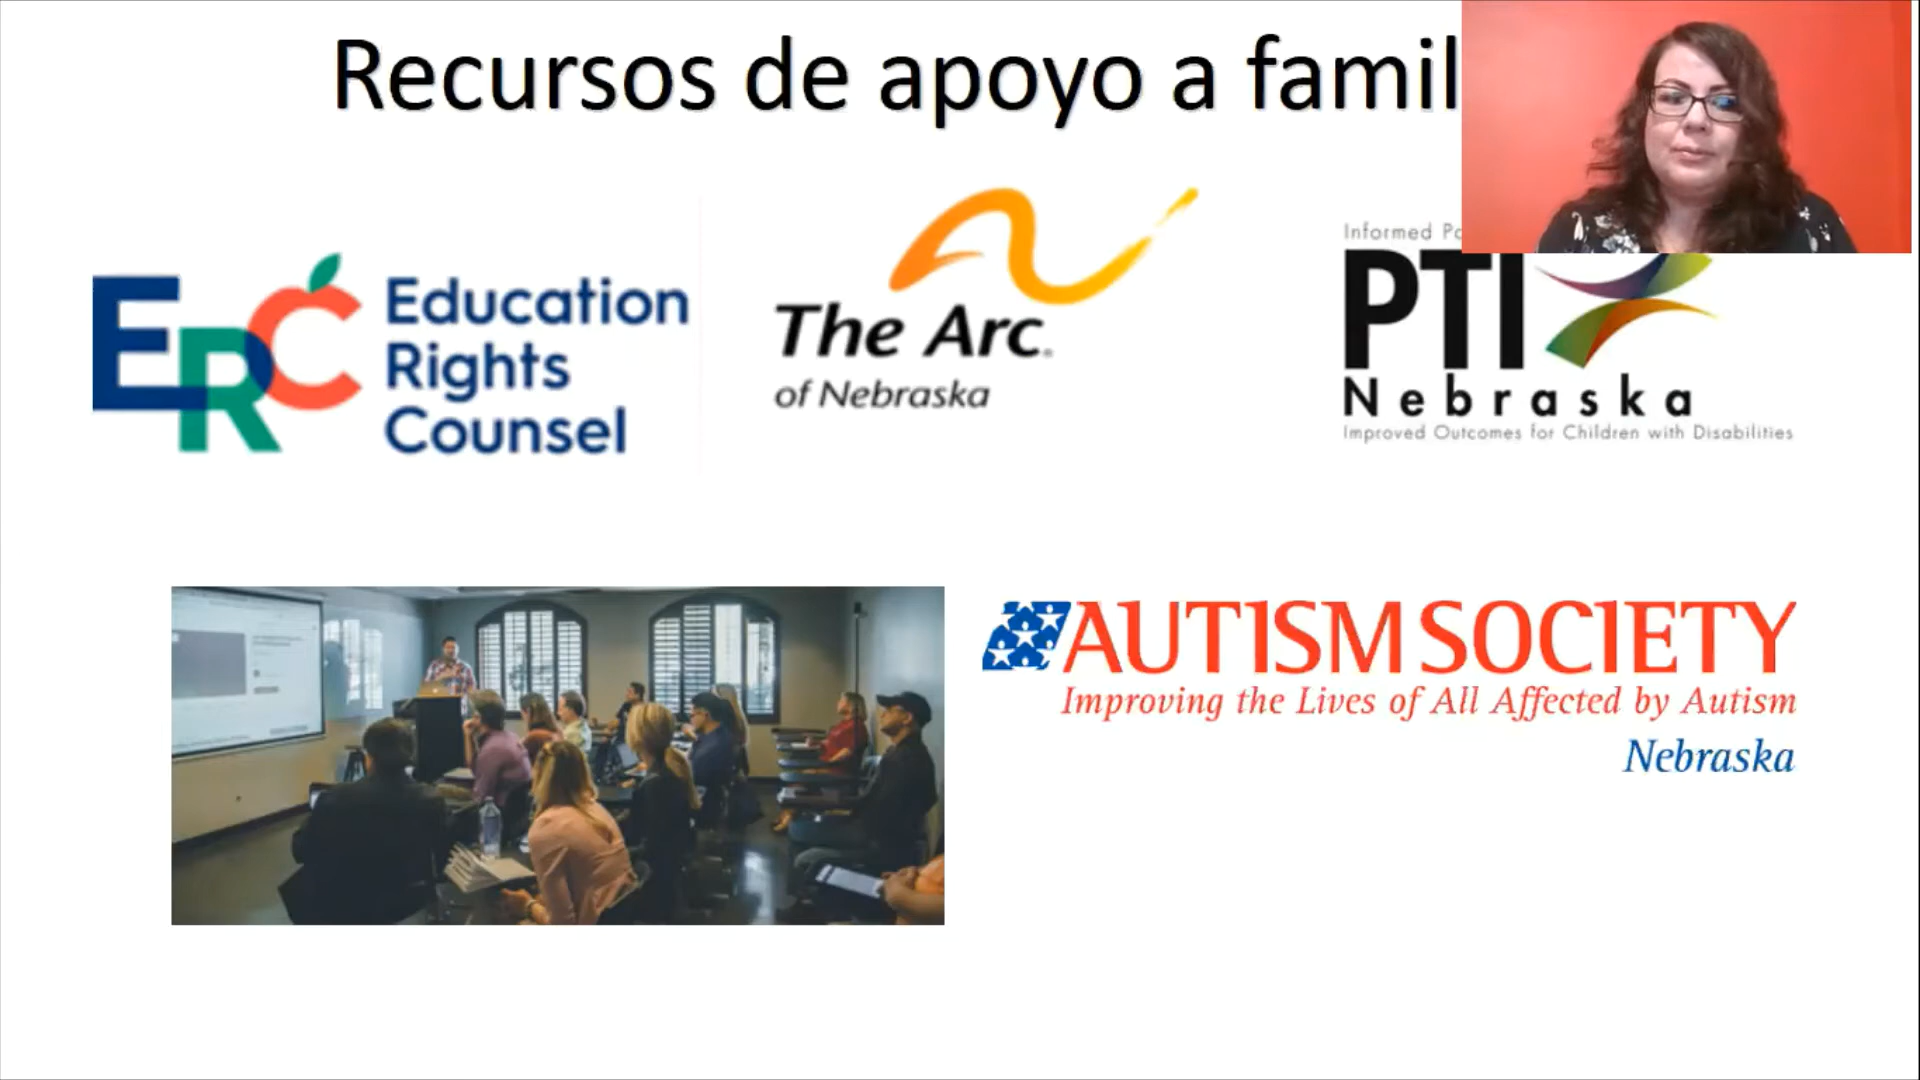 Recursos de apoyo a famil
ERC
Education
Rights
Counsel
The Arc®
of Nebraska
Informed
PTI
Nebraska
Improved Outcomes for Children with Disabilities
AUTISM SOCIETY
Improving the Lives of All Affected by Autism
Nebraska